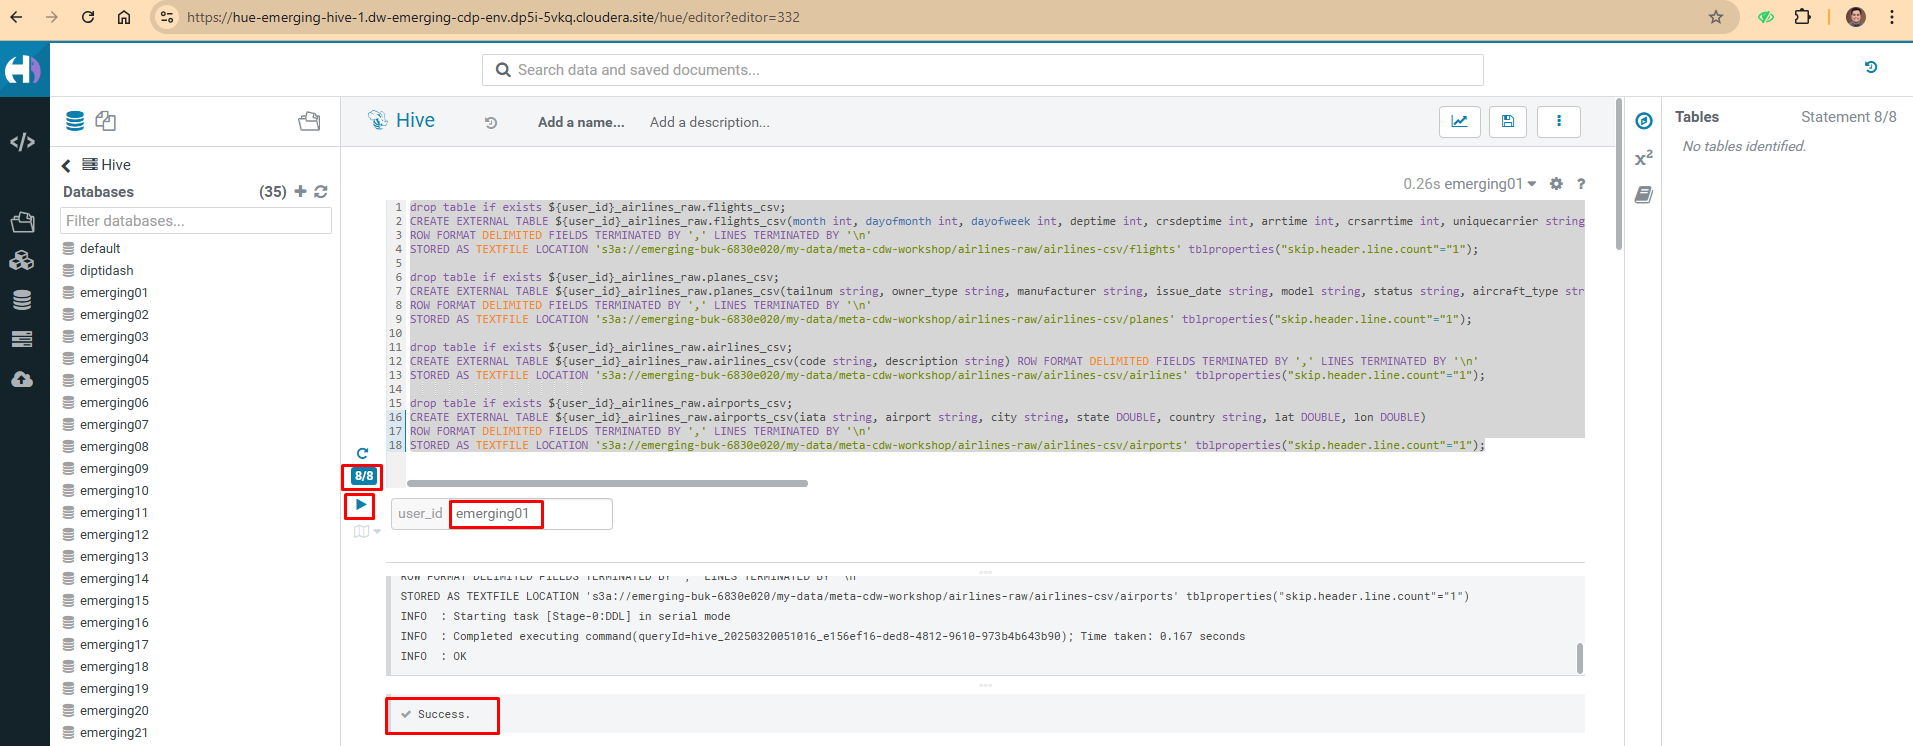 https://hue-emerging-hive-1.dw-emerging-cdp-env.dp5i-5vkq.cloudera.site/hue/editor?editor=332
Search data and saved documents...
Hive
Add a name...
Add a description...
Tables
Statement 8/8
No tables identified.
Hive
Databases
(35)
Filter databases...
default
diptidash
emerging01
emerging02
emerging03
emerging04
emerging05
emerging06
emerging07
emerging08
emerging09
emerging10
emerging11
emerging12
emerging13
emerging14
emerging15
emerging16
emerging17
emerging18
emerging19
emerging20
emerging21
0.26s emerging01
?
x²
1 drop table if exists ${user_id}_airlines_raw.flights_csv;
2 CREATE EXTERNAL TABLE ${user_id}_airlines_raw.flights_csv(month int, dayofmonth int, dayofweek int, deptime int, crsdeptime int, arrtime int, crsarrtime int, uniquecarrier string
3 ROW FORMAT DELIMITED FIELDS TERMINATED BY ',' LINES TERMINATED BY '\n'
4 STORED AS TEXTFILE LOCATION 's3a://emerging-buk-6830e020/my-data/meta-cdw-workshop/airlines-raw/airlines-csv/flights' tblproperties("skip.header.line.count"="1");
5
6 drop table if exists ${user_id}_airlines_raw.planes_csv;
7 CREATE EXTERNAL TABLE ${user_id}_airlines_raw.planes_csv(tailnum string, owner_type string, manufacturer string, issue_date string, model string, status string, aircraft_type str
8 ROW FORMAT DELIMITED FIELDS TERMINATED BY ',' LINES TERMINATED BY '\n'
9 STORED AS TEXTFILE LOCATION 's3a://emerging-buk-6830e020/my-data/meta-cdw-workshop/airlines-raw/airlines-csv/planes' tblproperties("skip.header.line.count"="1");
10
11 drop table if exists ${user_id}_airlines_raw.airlines_csv;
12 CREATE EXTERNAL TABLE ${user_id}_airlines_raw.airlines_csv(code string, description string) ROW FORMAT DELIMITED FIELDS TERMINATED BY ',' LINES TERMINATED BY '\n'
13 STORED AS TEXTFILE LOCATION 's3a://emerging-buk-6830e020/my-data/meta-cdw-workshop/airlines-raw/airlines-csv/airlines' tblproperties("skip.header.line.count"="1");
14
15 drop table if exists ${user_id}_airlines_raw.airports_csv;
16 CREATE EXTERNAL TABLE ${user_id}_airlines_raw.airports_csv(iata string, airport string, city string, state DOUBLE, country string, lat DOUBLE, lon DOUBLE)
17 ROW FORMAT DELIMITED FIELDS TERMINATED BY ',' LINES TERMINATED BY '\n'
18 STORED AS TEXTFILE LOCATION 's3a://emerging-buk-6830e020/my-data/meta-cdw-workshop/airlines-raw/airlines-csv/airports' tblproperties("skip.header.line.count"="1");
8/8
user_id emerging01
ROW FORMAT DELIMITED FIELDS TERMINATED BY ',' LINES TERMINATED BY '\n'
STORED AS TEXTFILE LOCATION 's3a://emerging-buk-6830e020/my-data/meta-cdw-workshop/airlines-raw/airlines-csv/airports' tblproperties("skip.header.line.count"="1")
INFO : Starting task [Stage-0:DDL] in serial mode
INFO : Completed executing command(queryId=hive_20250320051016_e156ef16-ded8-4812-9610-973b4b643b90); Time taken: 0.167 seconds
INFO : OK
Success.